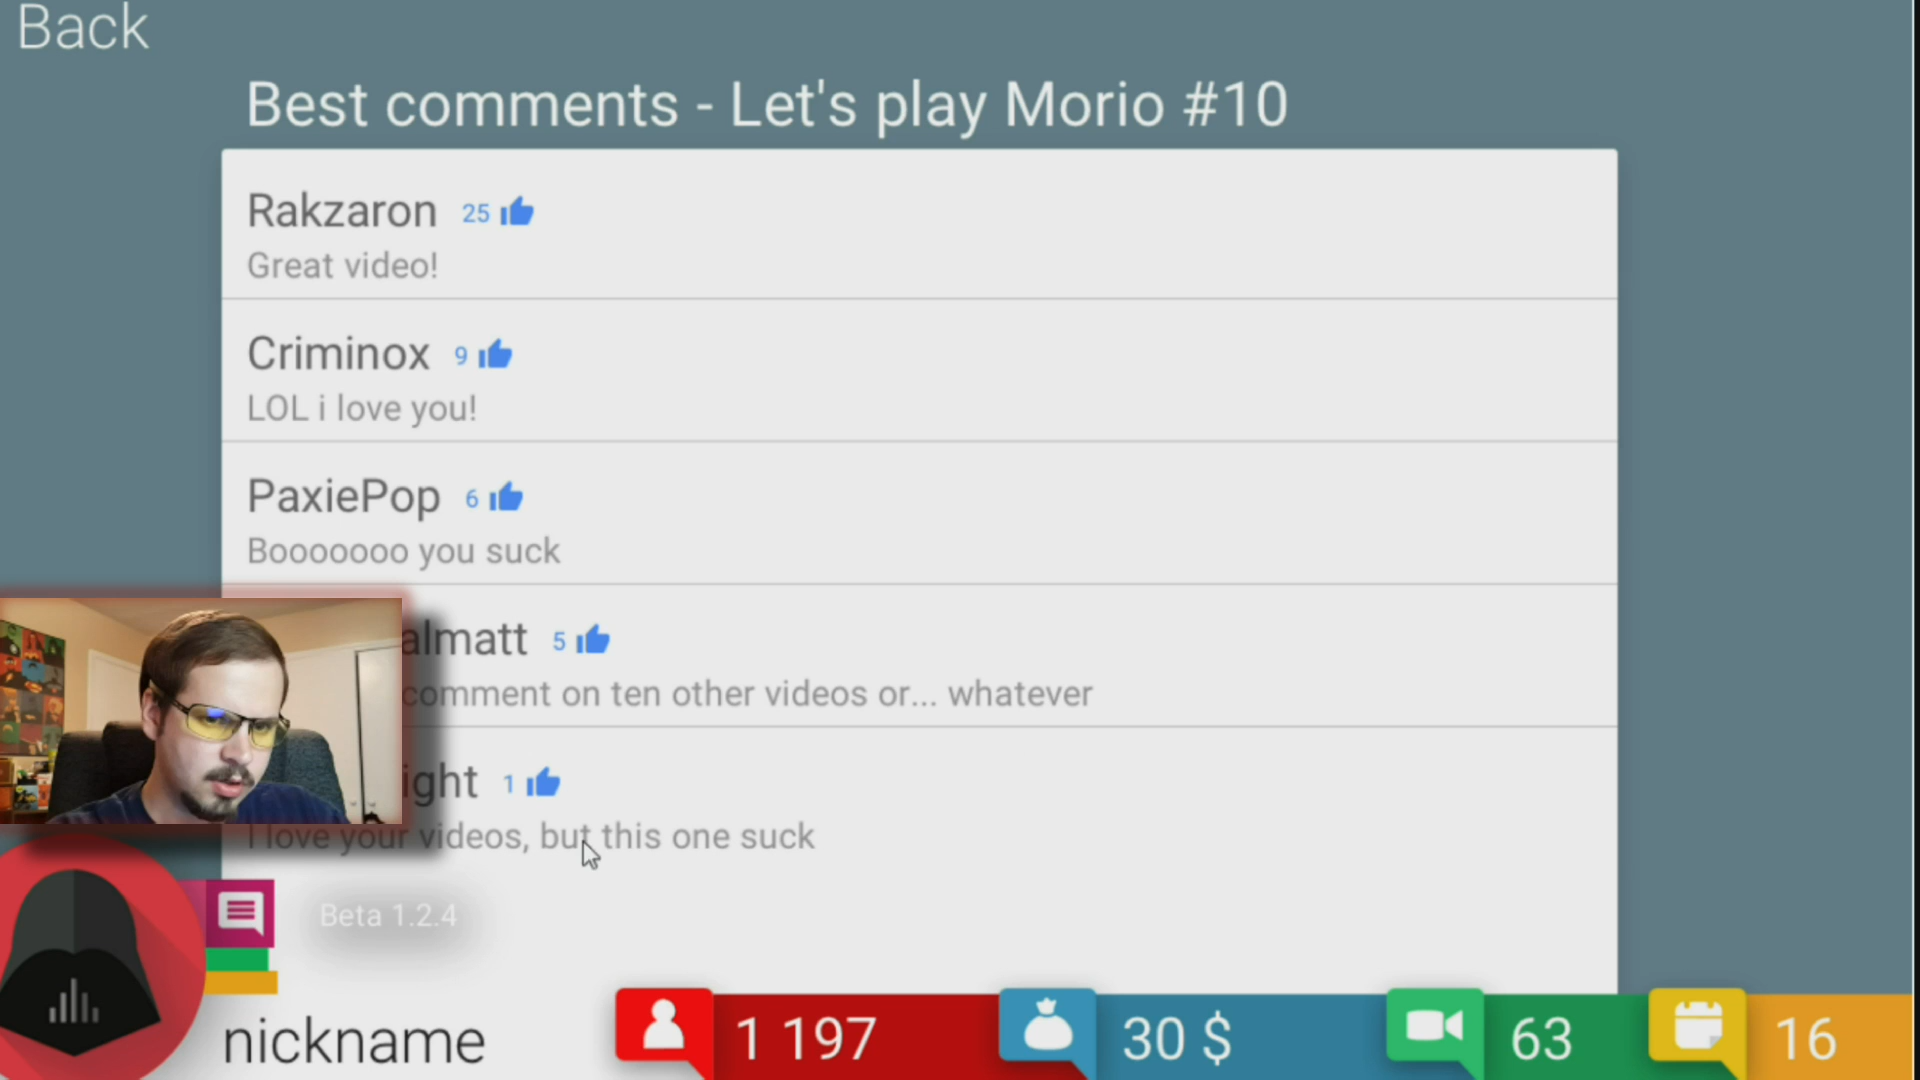 Back
Best comments - Let's play Morio #10
Rakzaron 25
Great video!
Criminox 9
LOL i love you!
PaxiePop 6
Booooooo you suck
almatt 5
comment on ten other videos or... whatever
ight 1
I love your videos, but this one suck
Beta 1.2.4
nickname 1 197 30 $ 63 16